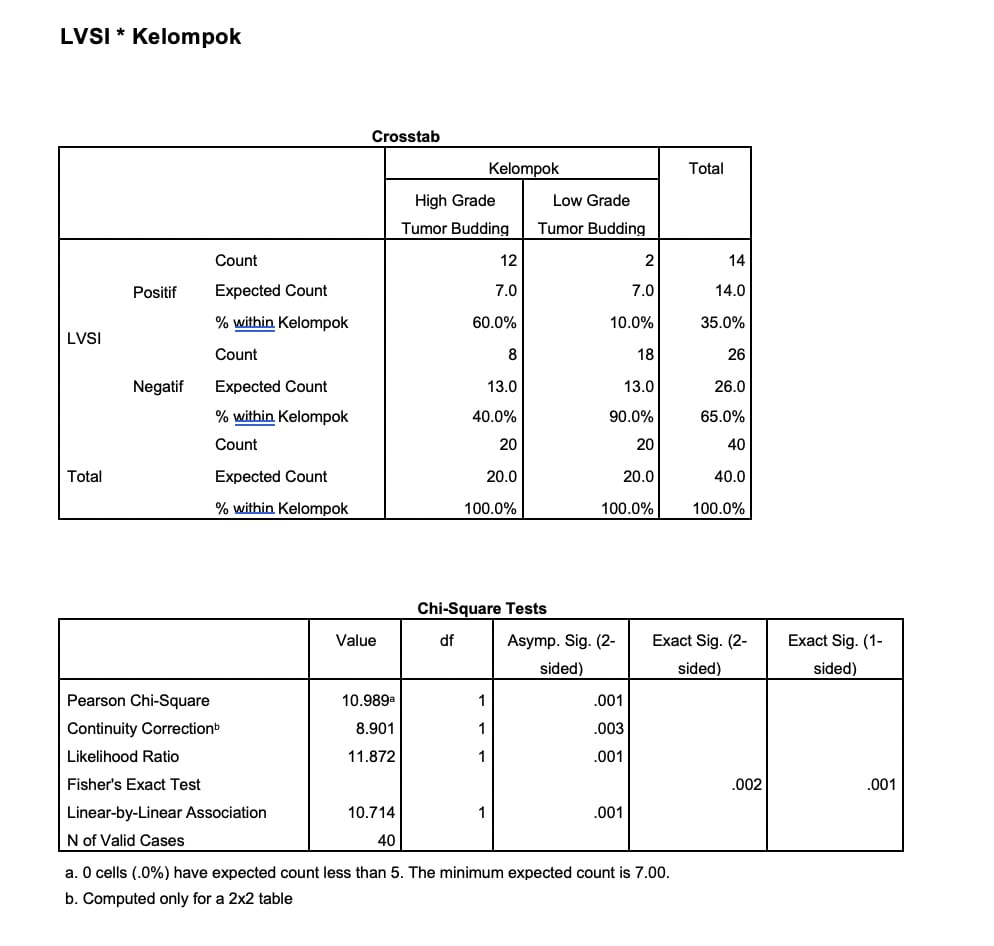 LVSI * Kelompok
Crosstab
Kelompok Total
High Grade Tumor Budding Low Grade Tumor Budding
LVSI Positif Count 12 2 14
Expected Count 7.0 7.0 14.0
% within Kelompok 60.0% 10.0% 35.0%
Negatif Count 8 18 26
Expected Count 13.0 13.0 26.0
% within Kelompok 40.0% 90.0% 65.0%
Total Count 20 20 40
Expected Count 20.0 20.0 40.0
% within Kelompok 100.0% 100.0% 100.0%
Chi-Square Tests
Value df Asymp. Sig. (2-sided) Exact Sig. (2-sided) Exact Sig. (1-sided)
Pearson Chi-Square 10.989a 1 .001
Continuity Correctionb 8.901 1 .003
Likelihood Ratio 11.872 1 .001
Fisher's Exact Test .002 .001
Linear-by-Linear Association 10.714 1 .001
N of Valid Cases 40
a. 0 cells (.0%) have expected count less than 5. The minimum expected count is 7.00.
b. Computed only for a 2x2 table